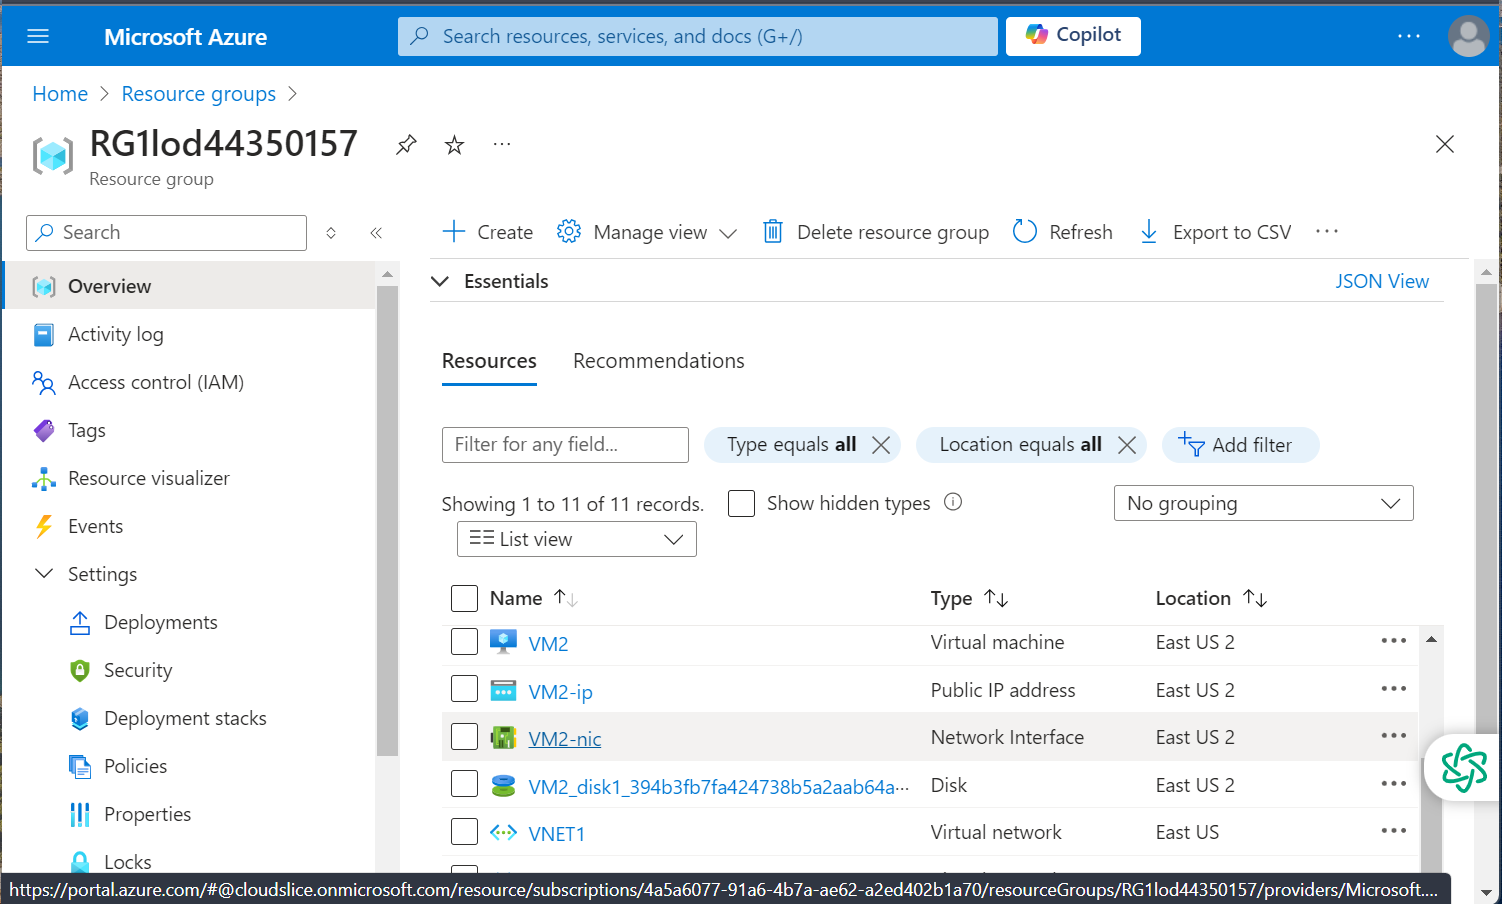 Microsoft Azure
Search resources, services, and docs (G+/)
Copilot
Home > Resource groups >
RG1lod44350157
Resource group
Search
Overview
Activity log
Access control (IAM)
Tags
Resource visualizer
Events
Settings
Deployments
Security
Deployment stacks
Policies
Properties
Locks
Create
Manage view
Delete resource group
Refresh
Export to CSV
Essentials
JSON View
Resources
Recommendations
Filter for any field...
Type equals all
Location equals all
Add filter
Showing 1 to 11 of 11 records.
Show hidden types
No grouping
List view
Name Type Location
VM2 Virtual machine East US 2
VM2-ip Public IP address East US 2
VM2-nic Network Interface East US 2
VM2_disk1_394b3fb7fa424738b5a2aab64a... Disk East US 2
VNET1 Virtual network East US
https://portal.azure.com/#@cloudslice.onmicrosoft.com/resource/subscriptions/4a5a6077-91a6-4b7a-ae62-a2ed402b1a70/resourceGroups/RG1lod44350157/providers/Microsoft....